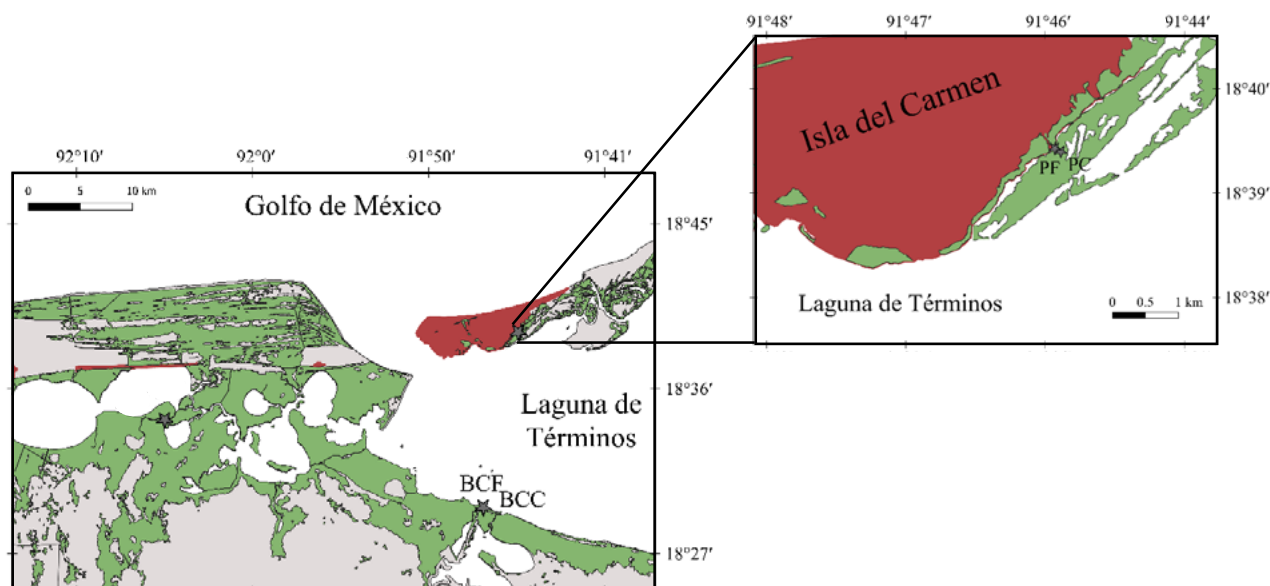 91°48′ 91°47′ 91°46′ 91°44′
Isla del Carmen
18°40′
PF PC
18°39′
Laguna de Términos
18°38′
0 0.5 1 km
92°10′ 92°0′ 91°50′ 91°41′
0 5 10 km
Golfo de México
18°45′
18°36′
Laguna de
Términos
BCF
BCC
18°27′